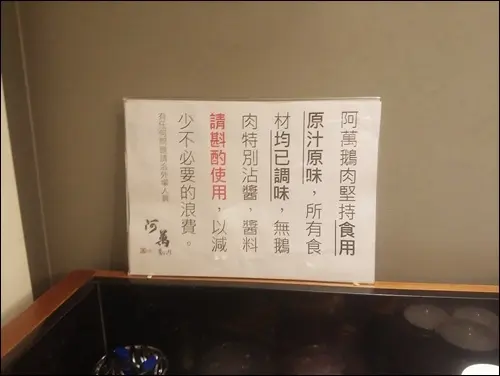 阿萬鵝肉堅持食用
原汁原味，所有食
材均已調味，無鵝
肉特別沾醬，醬料
請斟酌使用，以減
少不必要的浪費。
阿萬